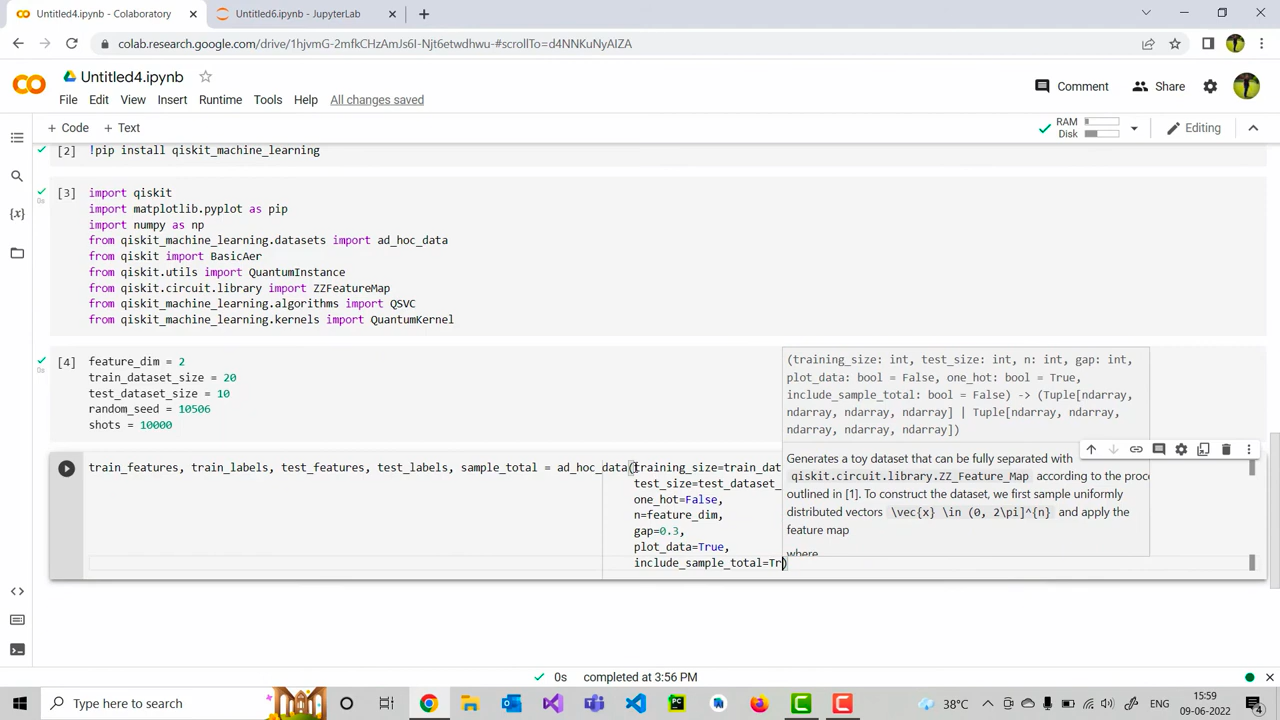 Untitled4.ipynb - Colaboratory
Untitled6.ipynb - JupyterLab
colab.research.google.com/drive/1hjvmG-2mfkCHzAmJs6I-Njt6etwdhwu-#scrollTo=d4NNKuNyAIZA
Untitled4.ipynb
Comment
Share
File Edit View Insert Runtime Tools Help All changes saved
+ Code + Text
RAM
Disk
Editing
[2] !pip install qiskit_machine_learning
[3] import qiskit
0s
import matplotlib.pyplot as pip
import numpy as np
from qiskit_machine_learning.datasets import ad_hoc_data
from qiskit import BasicAer
from qiskit.utils import QuantumInstance
from qiskit.circuit.library import ZZFeatureMap
from qiskit_machine_learning.algorithms import QSVC
from qiskit_machine_learning.kernels import QuantumKernel
[4] feature_dim = 2
0s
train_dataset_size = 20
test_dataset_size = 10
random_seed = 10506
shots = 10000
(training_size: int, test_size: int, n: int, gap: int,
plot_data: bool = False, one_hot: bool = True,
include_sample_total: bool = False) -> (Tuple[ndarray,
ndarray, ndarray, ndarray] | Tuple[ndarray, ndarray,
ndarray, ndarray, ndarray])
Generates a toy dataset that can be fully separated with
qiskit.circuit.library.ZZ_Feature_Map according to the proce
outlined in [1]. To construct the dataset, we first sample uniformly
distributed vectors \vec{x} \in (0, 2\pi]^{n} and apply the
feature map
where
train_features, train_labels, test_features, test_labels, sample_total = ad_hoc_data(training_size=train_dat
test_size=test_dataset_
one_hot=False,
n=feature_dim,
gap=0.3,
plot_data=True,
include_sample_total=Tr)
0s completed at 3:56 PM
Type here to search
38°C
ENG
15:59
09-06-2022
4